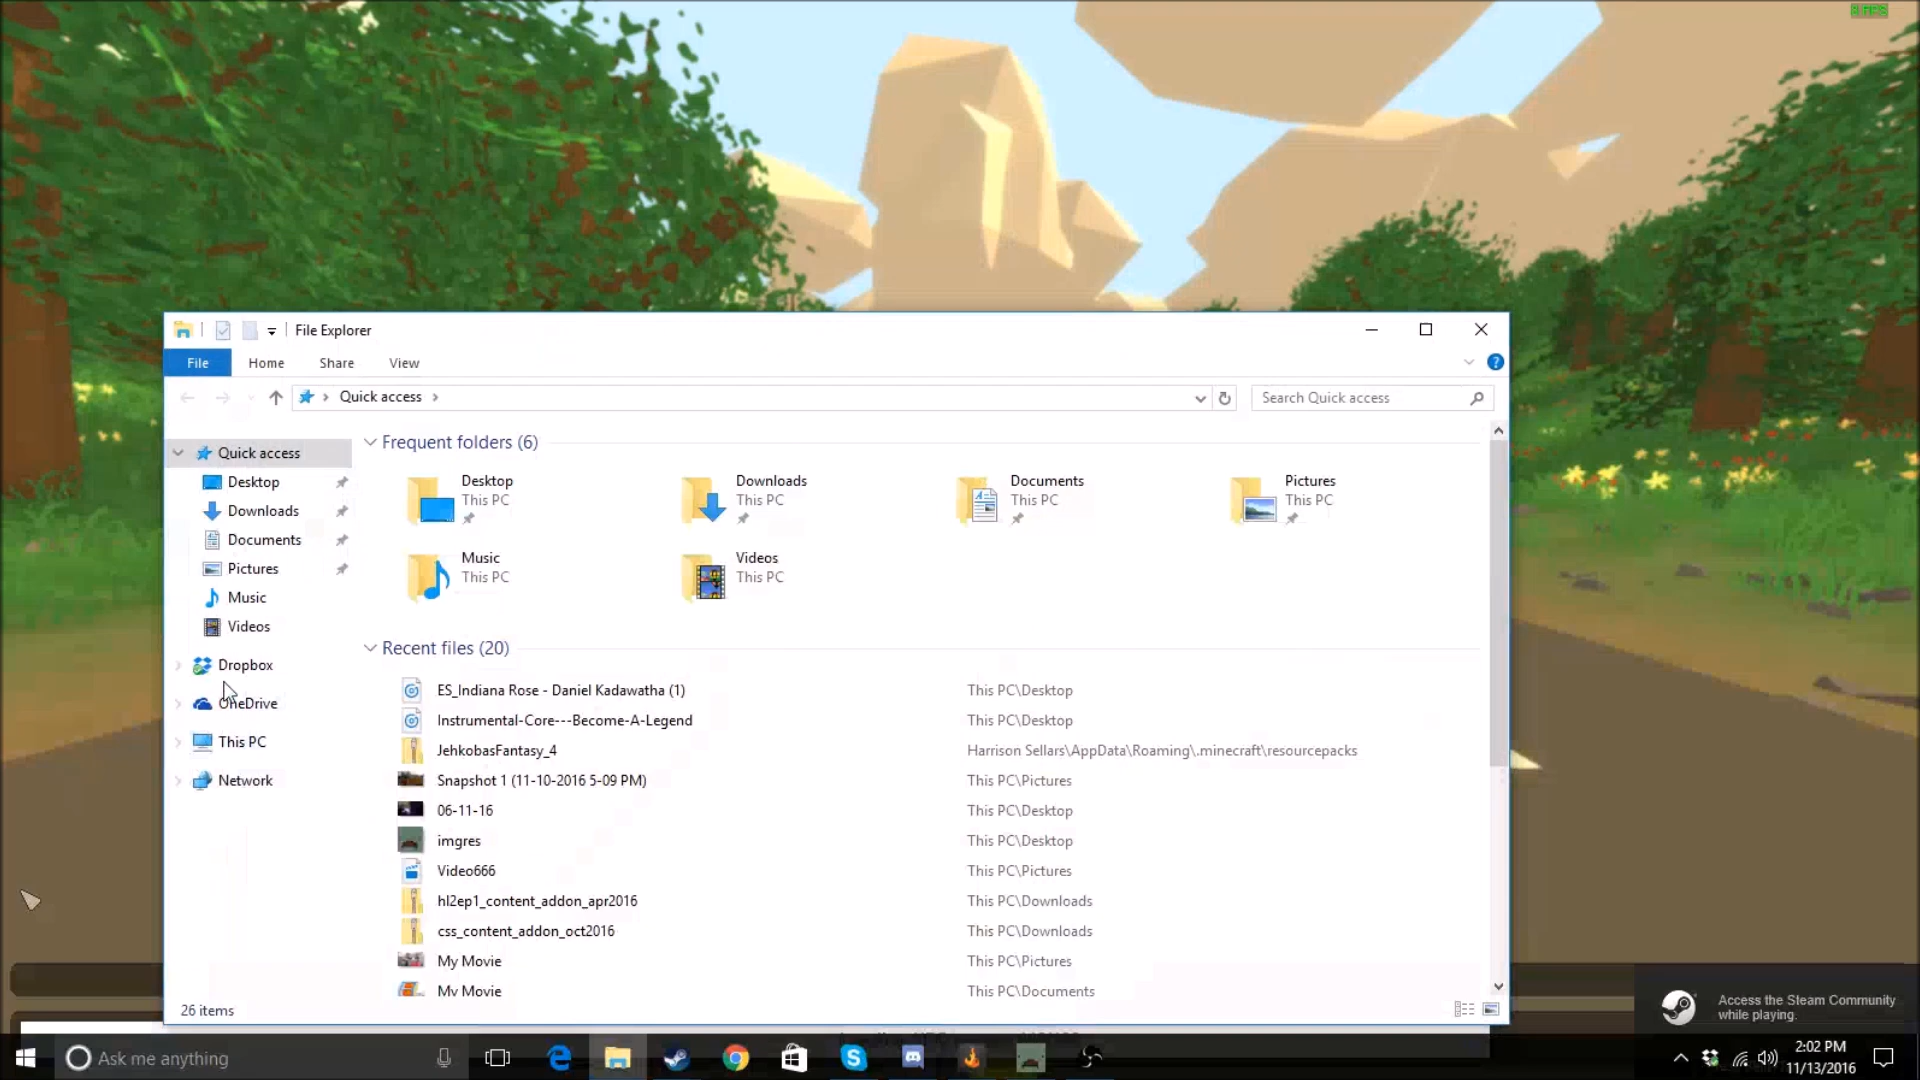 8 FPS
File Explorer
File Home Share View
Quick access
Search Quick access
Quick access
Desktop
Downloads
Documents
Pictures
Music
Videos
Dropbox
OneDrive
This PC
Network
Frequent folders (6)
Desktop
This PC
Downloads
This PC
Documents
This PC
Pictures
This PC
Music
This PC
Videos
This PC
Recent files (20)
ES_Indiana Rose - Daniel Kadawatha (1) This PC\Desktop
Instrumental-Core---Become-A-Legend This PC\Desktop
JehkobasFantasy_4 Harrison Sellars\AppData\Roaming\.minecraft\resourcepacks
Snapshot 1 (11-10-2016 5-09 PM) This PC\Pictures
06-11-16 This PC\Desktop
imgres This PC\Desktop
Video666 This PC\Pictures
hl2ep1_content_addon_apr2016 This PC\Downloads
css_content_addon_oct2016 This PC\Downloads
My Movie This PC\Pictures
My Movie This PC\Documents
26 items
Access the Steam Community
while playing.
Ask me anything
2:02 PM
11/13/2016